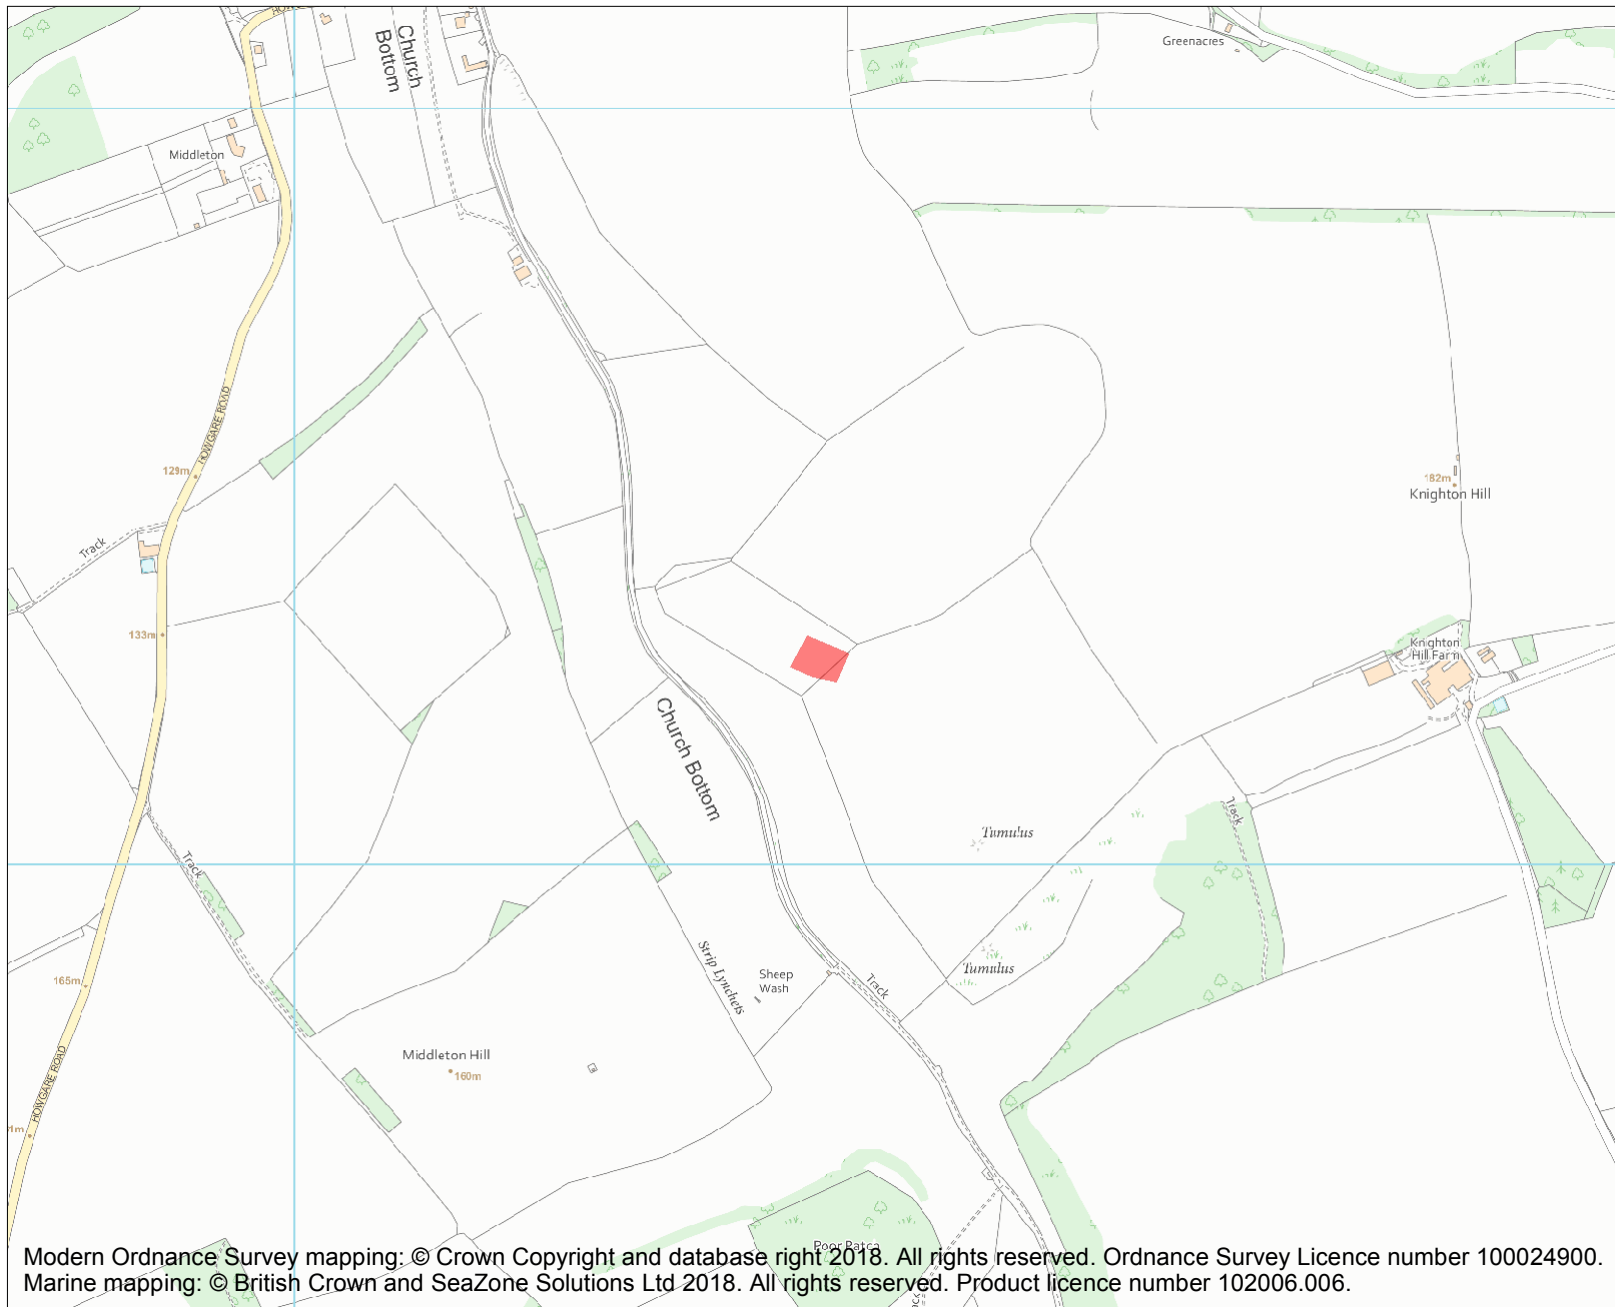 Church
Bottom
Greenacres
Middleton
HOWGARE ROAD
129m
182m
Knighton Hill
Track
133m
Knighton
Hill Farm
Church Bottom
Track
Tumulus
Track
165m
Strip Lynchets
Sheep
Wash
Track
Tumulus
HOWGARE ROAD
Middleton Hill
160m
1m
Modern Ordnance Survey mapping: © Crown Copyright and database right 2018. All rights reserved. Ordnance Survey Licence number 100024900.
Marine mapping: © British Crown and SeaZone Solutions Ltd 2018. All rights reserved. Product licence number 102006.006.